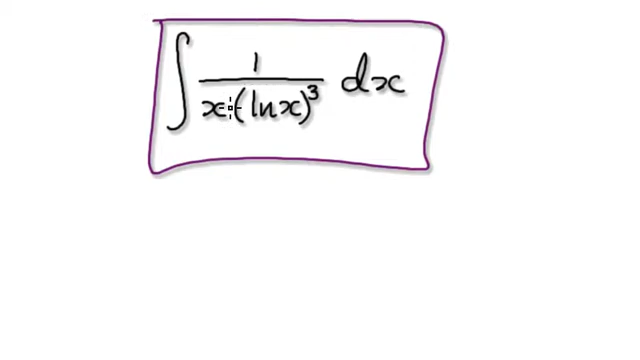 ∫ 1/(x(ln x)³) dx